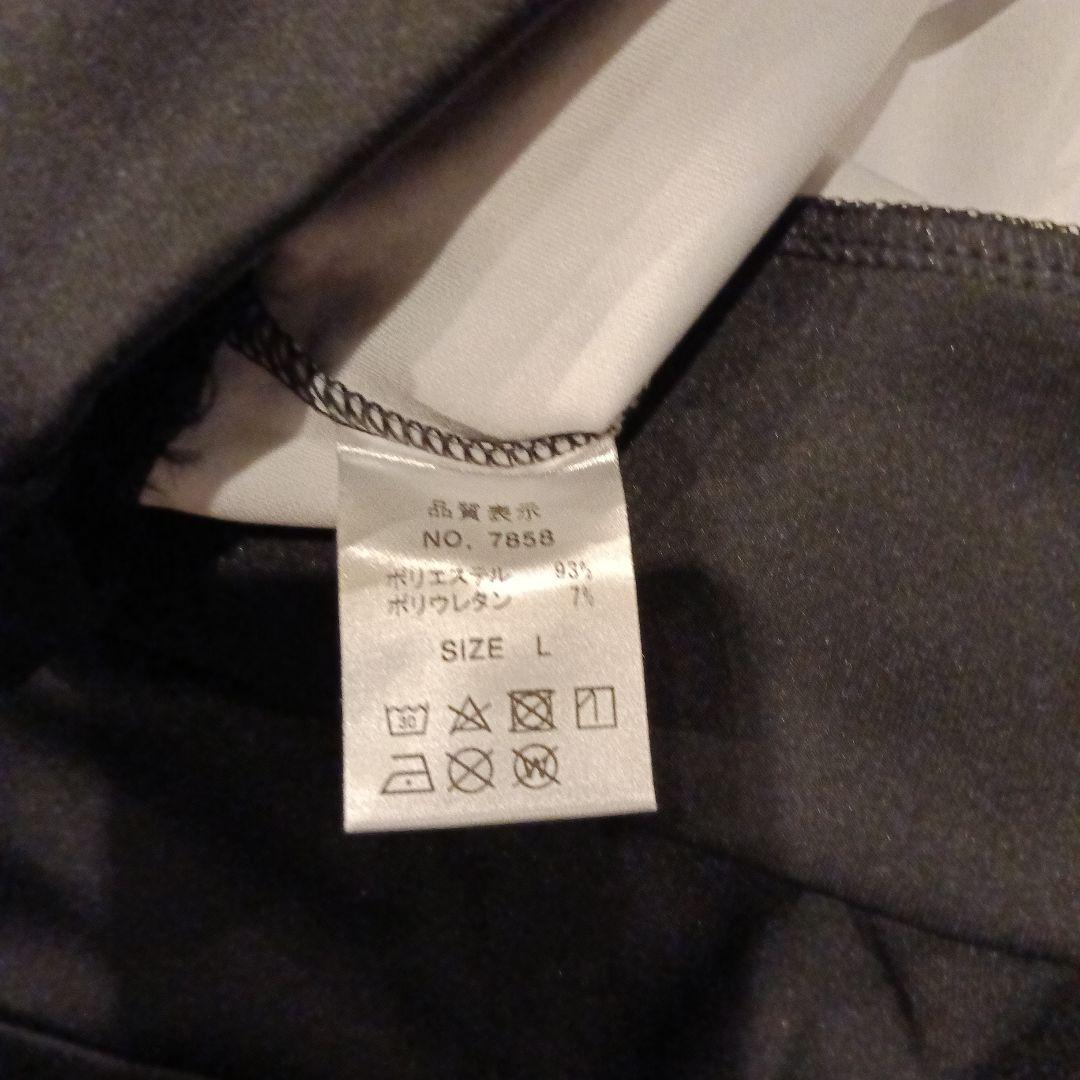 品質表示
NO. 7858
ポリエステル 93%
ポリウレタン 7%
SIZE L
30
W